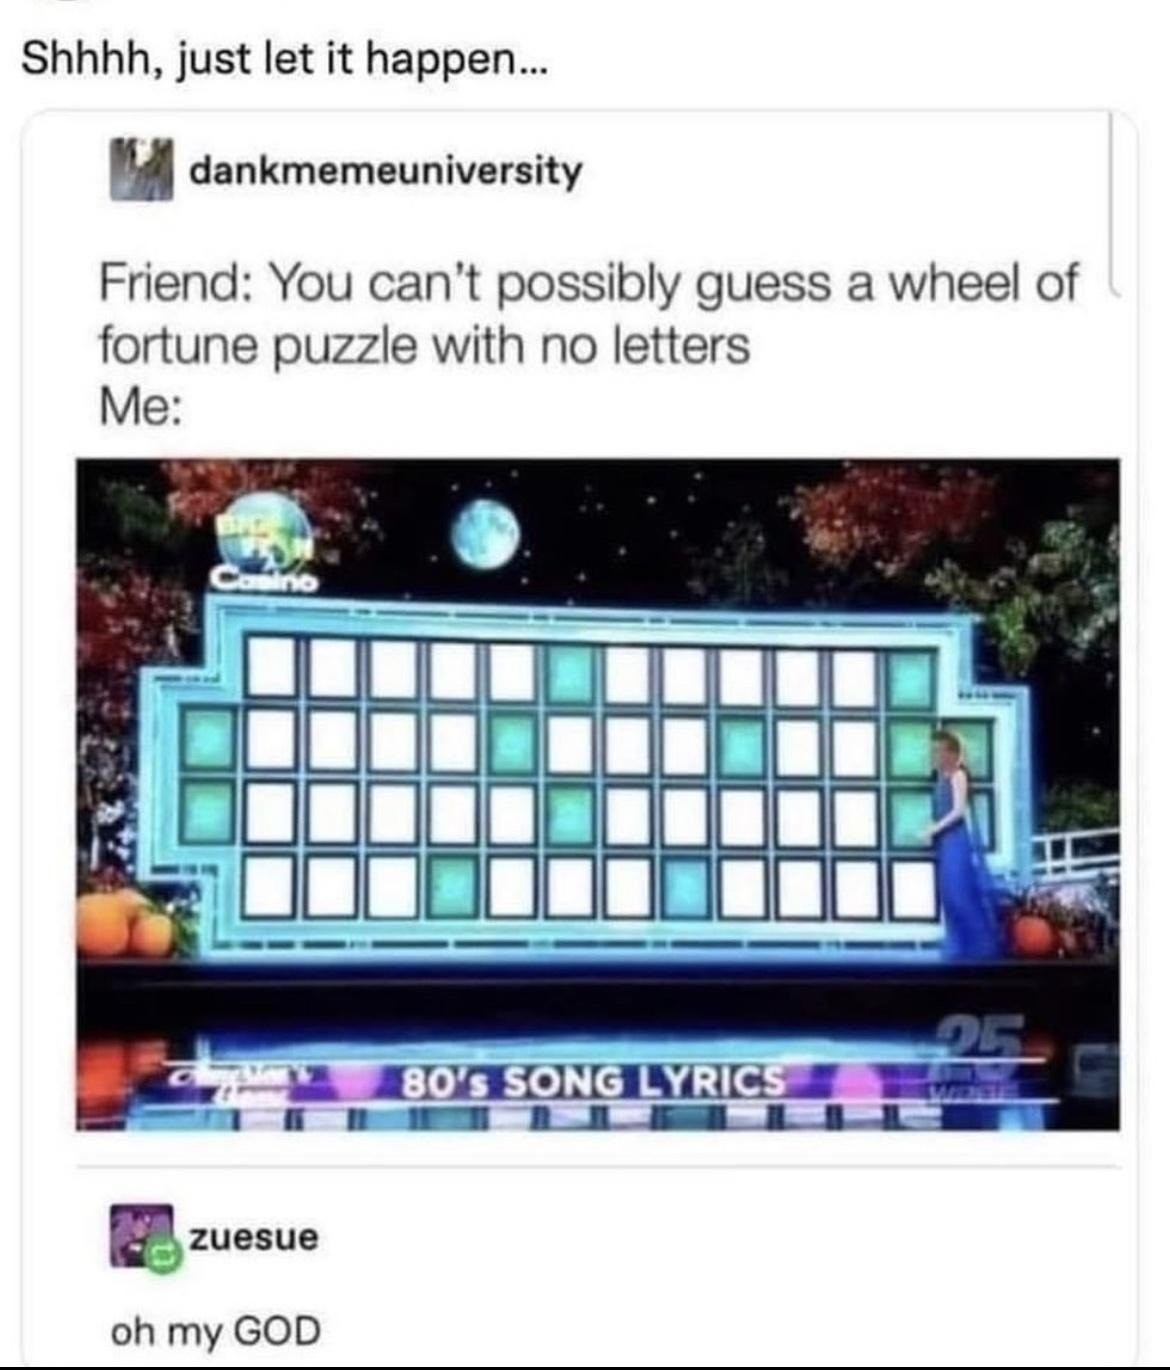 Shhhh, just let it happen...
dankmemeuniversity
Friend: You can't possibly guess a wheel of
fortune puzzle with no letters
Me:
Casino
25
80's SONG LYRICS
zuesue
oh my GOD